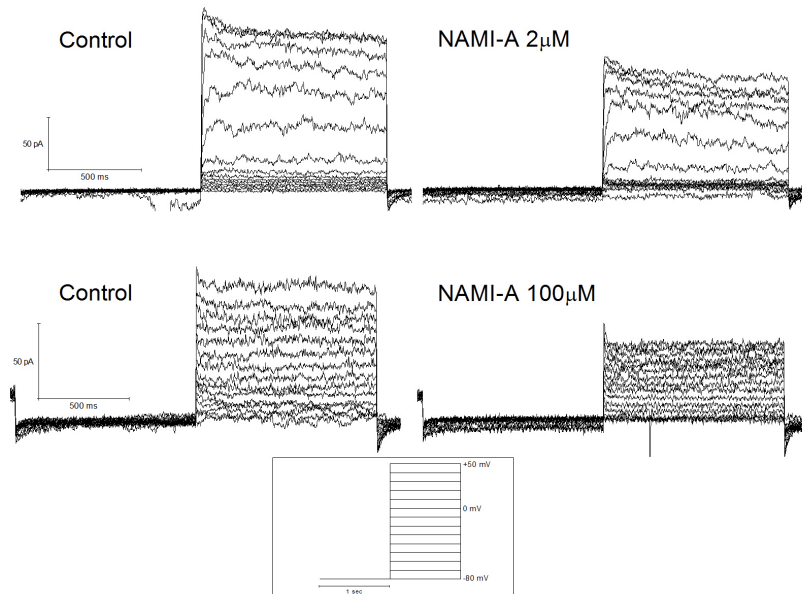 Control
NAMI-A 2μM
50 pA
500 ms
Control
NAMI-A 100μM
50 pA
500 ms
+50 mV
0 mV
-80 mV
1 sec